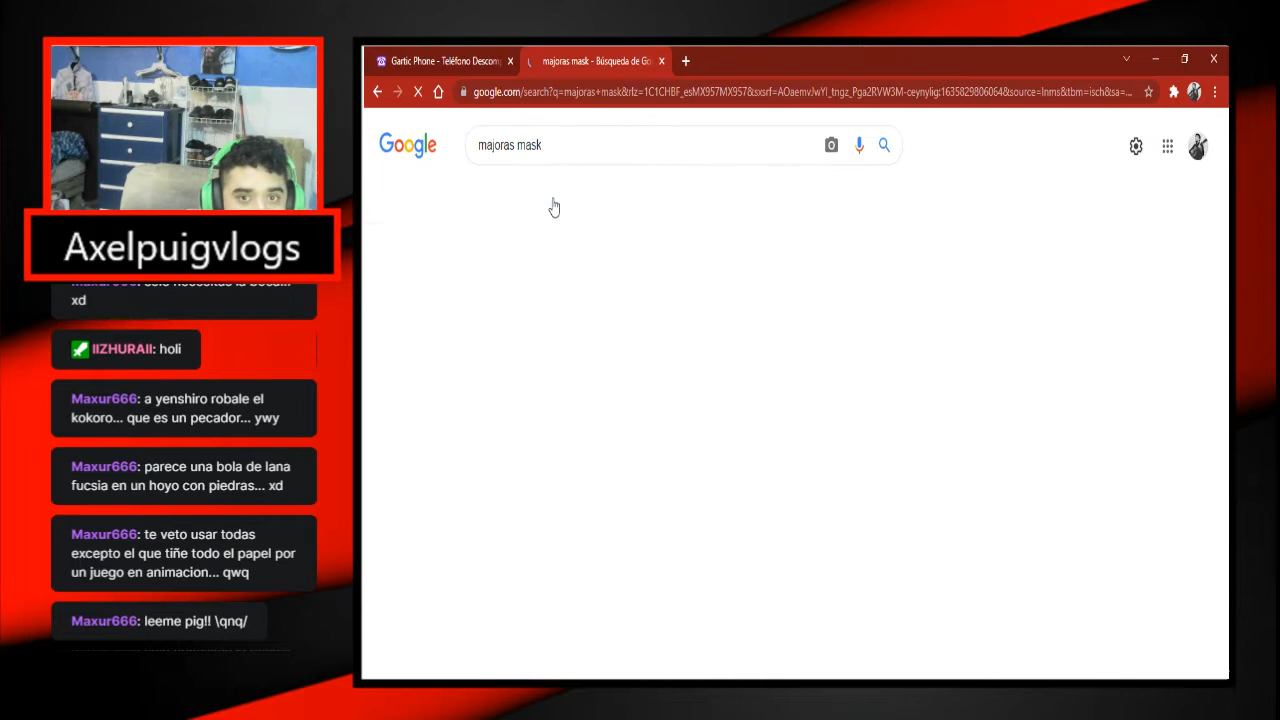 Gartic Phone - Teléfono Descomp
majoras mask - Búsqueda de Go
google.com/search?q=majoras+mask&rlz=1C1CHBF_esMX957MX957&sxsrf=AOaemvJwYl_tngz_Pga2RVW3M-ceynylig:1635829806064&source=lnms&tbm=isch&sa=...
Google
majoras mask
Axelpuigvlogs
xd
IIZHURAII: holi
Maxur666: a yenshiro robale el
kokoro... que es un pecador... ywy
Maxur666: parece una bola de lana
fucsia en un hoyo con piedras... xd
Maxur666: te veto usar todas
excepto el que tiñe todo el papel por
un juego en animacion... qwq
Maxur666: leeme pig!! \qnq/